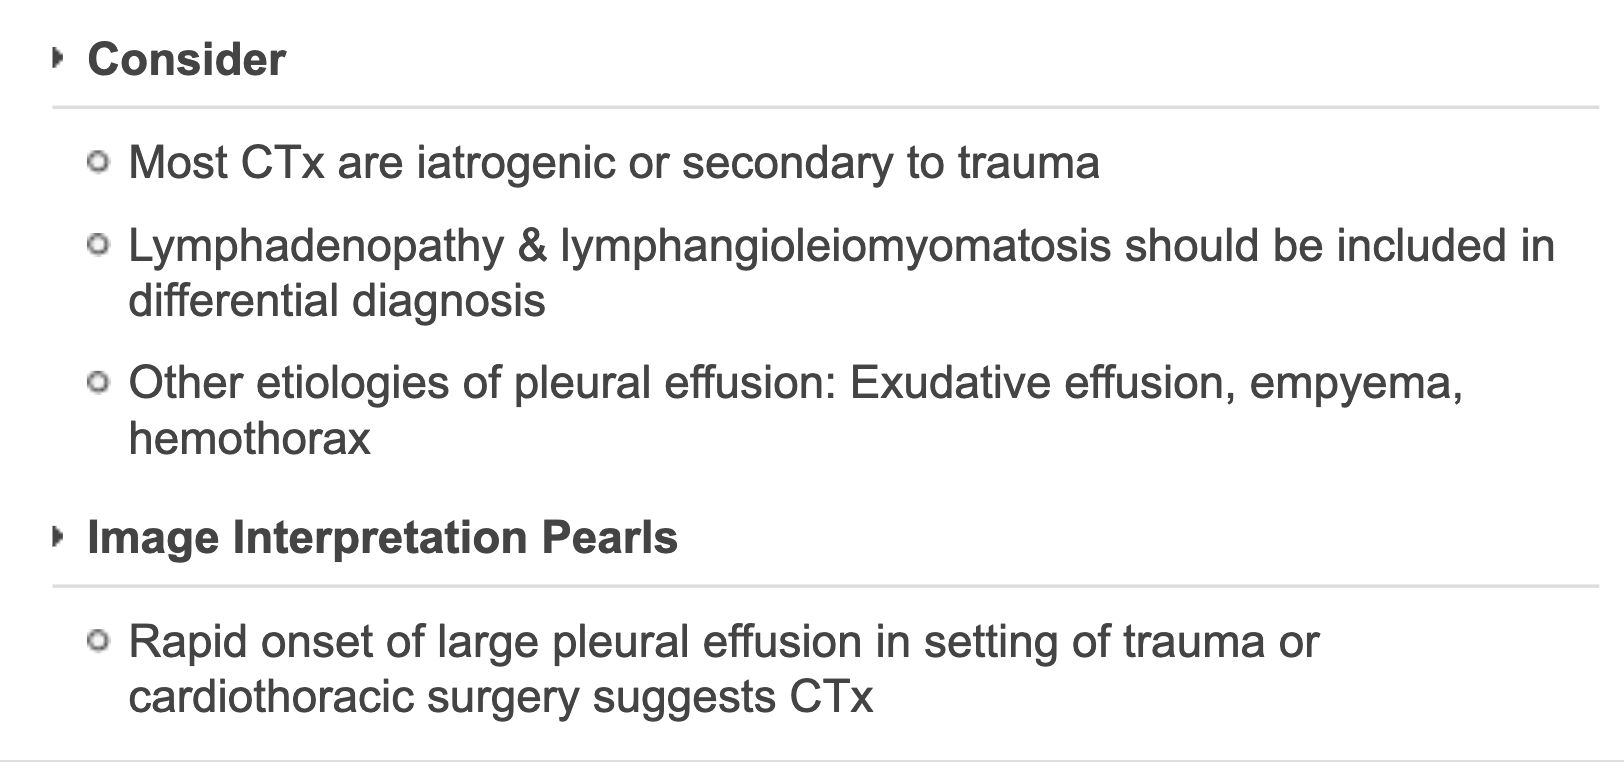 Consider
Most CTx are iatrogenic or secondary to trauma
Lymphadenopathy & lymphangioleiomyomatosis should be included in
differential diagnosis
Other etiologies of pleural effusion: Exudative effusion, empyema,
hemothorax
Image Interpretation Pearls
Rapid onset of large pleural effusion in setting of trauma or
cardiothoracic surgery suggests CTx